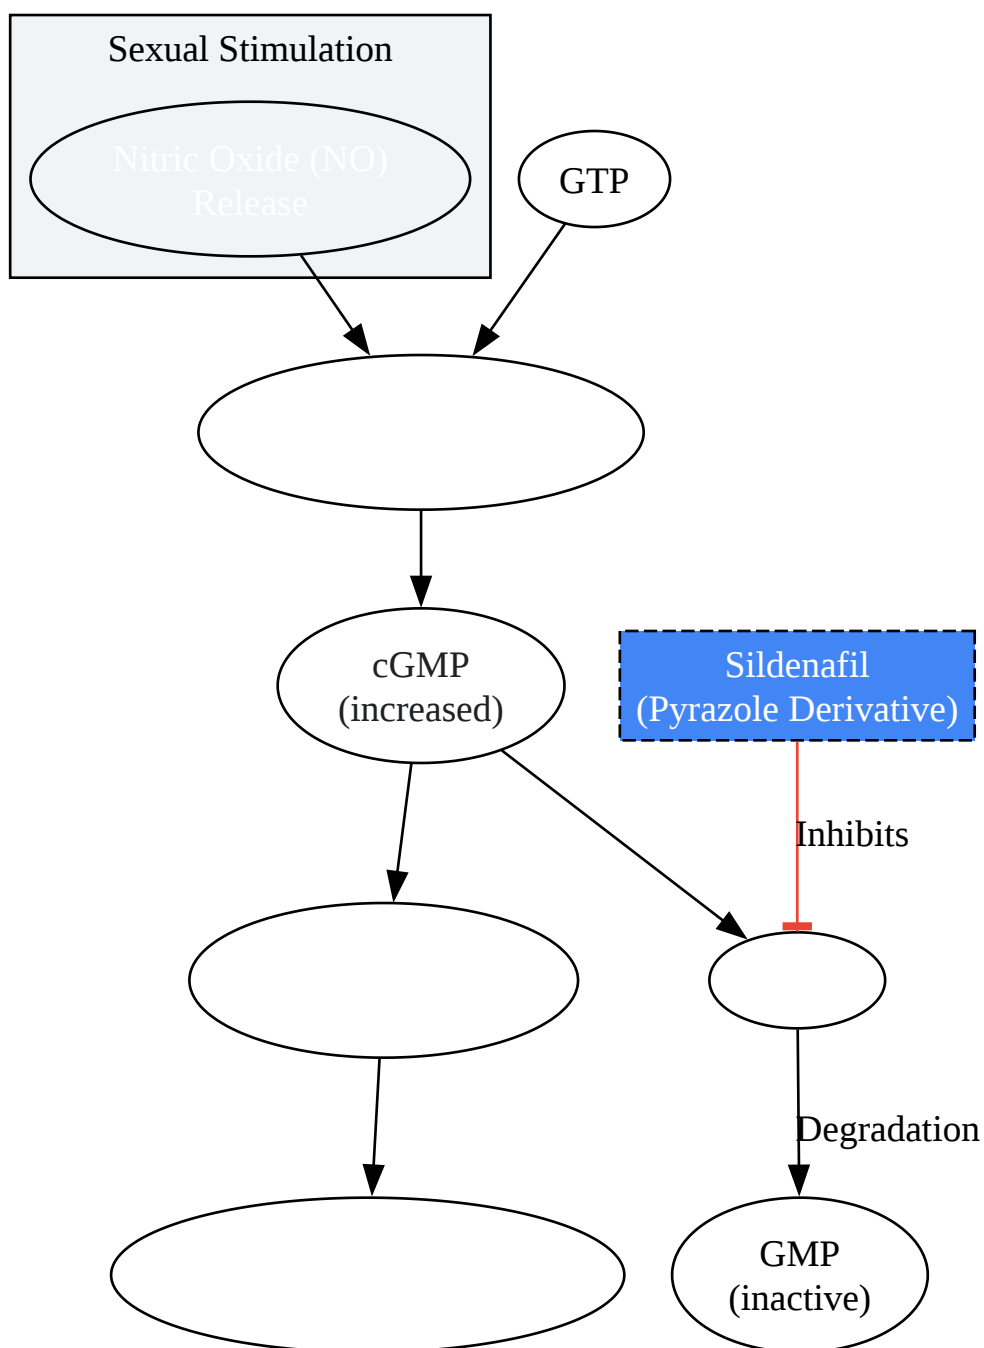 Sexual Stimulation
Nitric Oxide (NO)
Release
GTP
cGMP
(increased)
Sildenafil
(Pyrazole Derivative)
Inhibits
Degradation
GMP
(inactive)